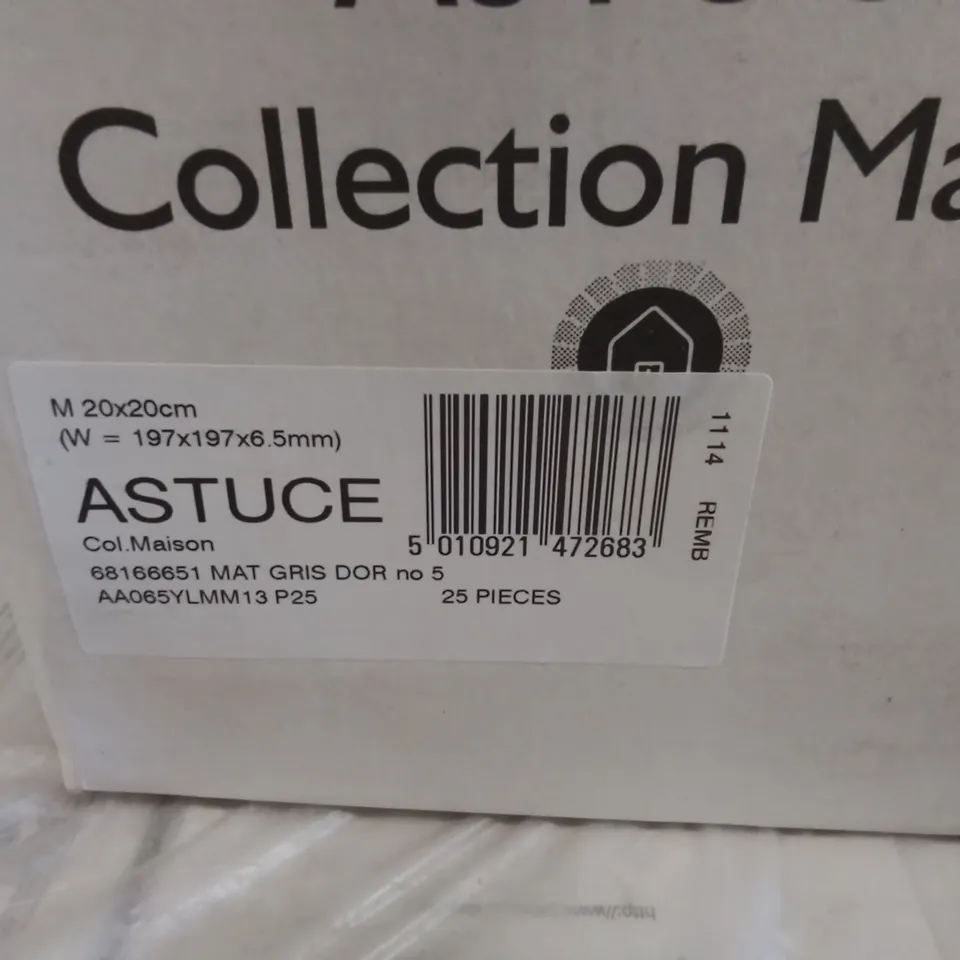 Collection Ma
M 20x20cm
(W = 197x197x6.5mm)
ASTUCE
Col.Maison
68166651 MAT GRIS DOR no 5
AA065YLMM13 P25
25 PIECES
5 010921 472683
1114 REMB